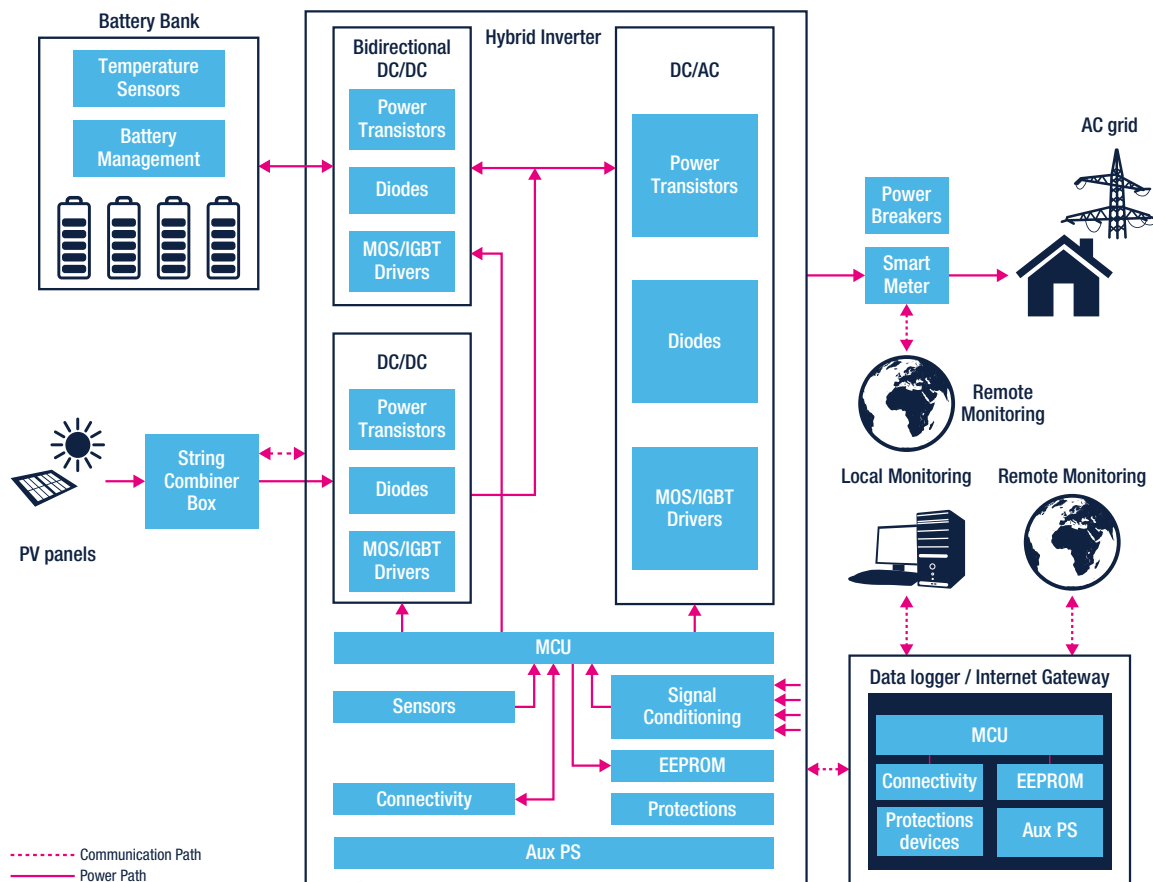 Battery Bank
Temperature
Sensors
Battery
Management
Hybrid Inverter
Bidirectional
DC/DC
Power
Transistors
Diodes
MOS/IGBT
Drivers
DC/AC
Power
Transistors
Diodes
MOS/IGBT
Drivers
AC grid
Power
Breakers
Smart
Meter
Remote
Monitoring
DC/DC
Power
Transistors
Diodes
MOS/IGBT
Drivers
String
Combiner
Box
PV panels
Local Monitoring
Remote Monitoring
MCU
Sensors
Signal
Conditioning
EEPROM
Connectivity
Protections
Aux PS
Data logger / Internet Gateway
MCU
Connectivity
EEPROM
Protections
devices
Aux PS
Communication Path
Power Path